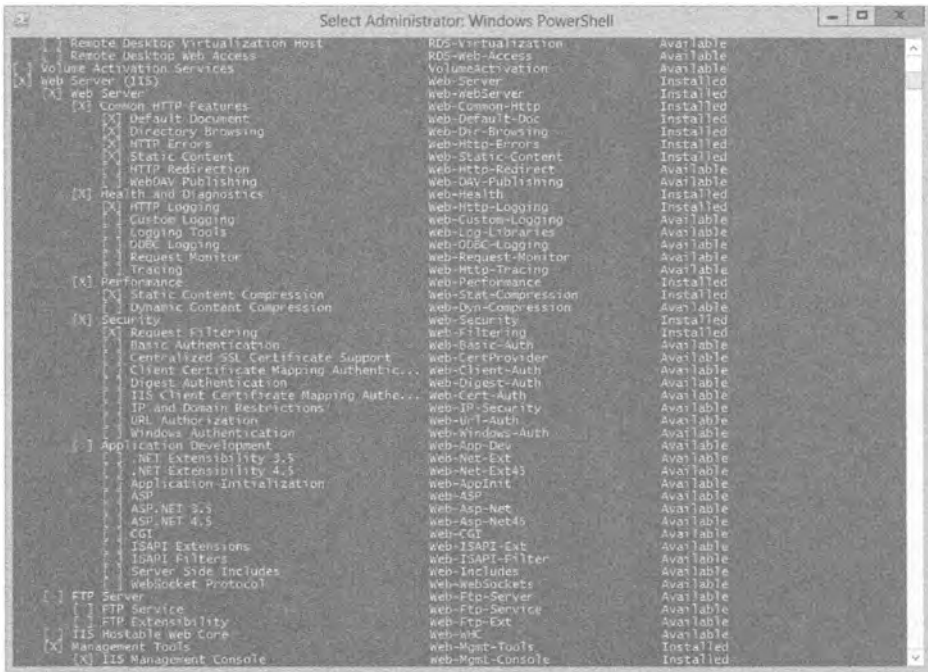 Select Administrator: Windows PowerShell
[ ] Remote Desktop Virtualization Host RDS-Virtualization Available
[ ] Remote Desktop Web Access RDS-Web-Access Available
[ ] Volume Activation Services VolumeActivation Available
[X] Web Server (IIS) Web-Server Installed
[X] Web Server Web-WebServer Installed
[X] Common HTTP Features Web-Common-Http Installed
[X] Default Document Web-Default-Doc Installed
[X] Directory Browsing Web-Dir-Browsing Installed
[X] HTTP Errors Web-Http-Errors Installed
[X] Static Content Web-Static-Content Installed
[ ] HTTP Redirection Web-Http-Redirect Available
[ ] WebDAV Publishing Web-DAV-Publishing Available
[X] Health and Diagnostics Web-Health Installed
[X] HTTP Logging Web-Http-Logging Installed
[ ] Custom Logging Web-Custom-Logging Available
[ ] Logging Tools Web-Log-Libraries Available
[ ] ODBC Logging Web-ODBC-Logging Available
[ ] Request Monitor Web-Request-Monitor Available
[ ] Tracing Web-Http-Tracing Available
[X] Performance Web-Performance Installed
[X] Static Content Compression Web-Stat-Compression Installed
[ ] Dynamic Content Compression Web-Dyn-Compression Available
[X] Security Web-Security Installed
[X] Request Filtering Web-Filtering Installed
[ ] Basic Authentication Web-Basic-Auth Available
[ ] Centralized SSL Certificate Support Web-CertProvider Available
[ ] Client Certificate Mapping Authentic... Web-Client-Auth Available
[ ] Digest Authentication Web-Digest-Auth Available
[ ] IIS Client Certificate Mapping Authe... Web-Cert-Auth Available
[ ] IP and Domain Restrictions Web-IP-Security Available
[ ] URL Authorization Web-Url-Auth Available
[ ] Windows Authentication Web-Windows-Auth Available
[ ] Application Development Web-App-Dev Available
[ ] .NET Extensibility 3.5 Web-Net-Ext Available
[ ] .NET Extensibility 4.5 Web-Net-Ext45 Available
[ ] Application Initialization Web-AppInit Available
[ ] ASP Web-ASP Available
[ ] ASP.NET 3.5 Web-Asp-Net Available
[ ] ASP.NET 4.5 Web-Asp-Net45 Available
[ ] CGI Web-CGI Available
[ ] ISAPI Extensions Web-ISAPI-Ext Available
[ ] ISAPI Filters Web-ISAPI-Filter Available
[ ] Server Side Includes Web-Includes Available
[ ] WebSocket Protocol Web-WebSockets Available
[ ] FTP Server Web-Ftp-Server Available
[ ] FTP Service Web-Ftp-Service Available
[ ] FTP Extensibility Web-Ftp-Ext Available
[ ] IIS Hostable Web Core Web-WHC Available
[X] Management Tools Web-Mgmt-Tools Installed
[X] IIS Management Console Web-Mgmt-Console Installed